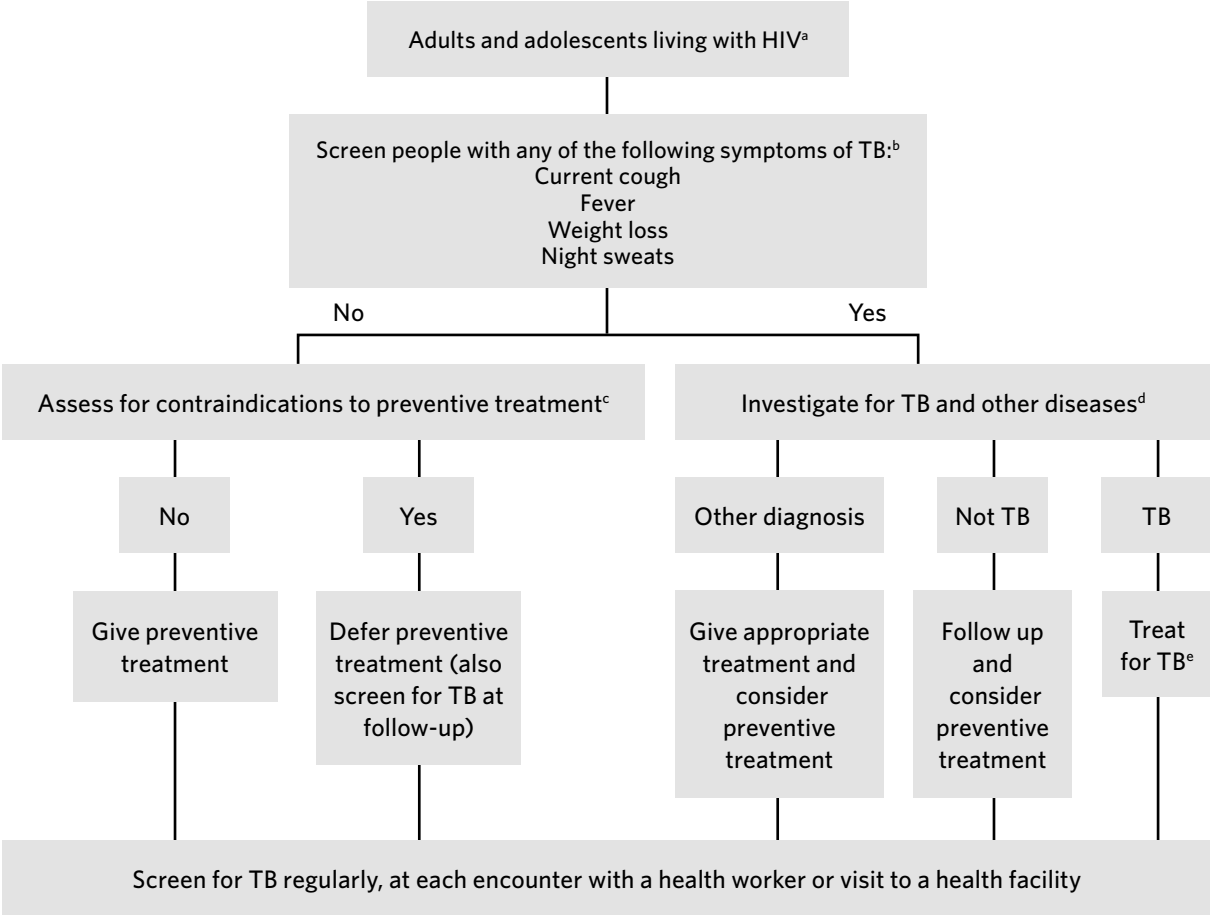 Adults and adolescents living with HIVᵃ
Screen people with any of the following symptoms of TB:ᵇ
Current cough
Fever
Weight loss
Night sweats
No
Yes
Assess for contraindications to preventive treatmentᶜ
Investigate for TB and other diseasesᵈ
No
Yes
Other diagnosis
Not TB
TB
Give preventive
treatment
Defer preventive
treatment (also
screen for TB at
follow-up)
Give appropriate
treatment and
consider
preventive
treatment
Follow up
and
consider
preventive
treatment
Treat
for TBᵉ
Screen for TB regularly, at each encounter with a health worker or visit to a health facility